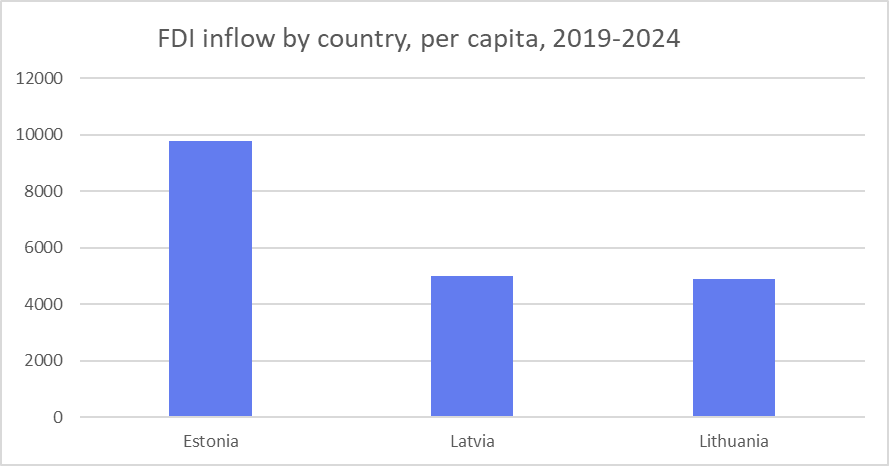 FDI inflow by country, per capita, 2019-2024
12000
10000
8000
6000
4000
2000
0
Estonia
Latvia
Lithuania